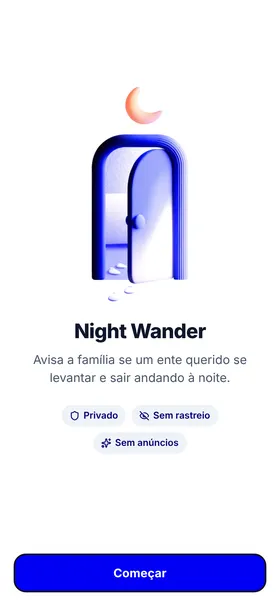 Night Wander
Avisa a família se um ente querido se
levantar e sair andando à noite.
Privado
Sem rastreio
Sem anúncios
Começar